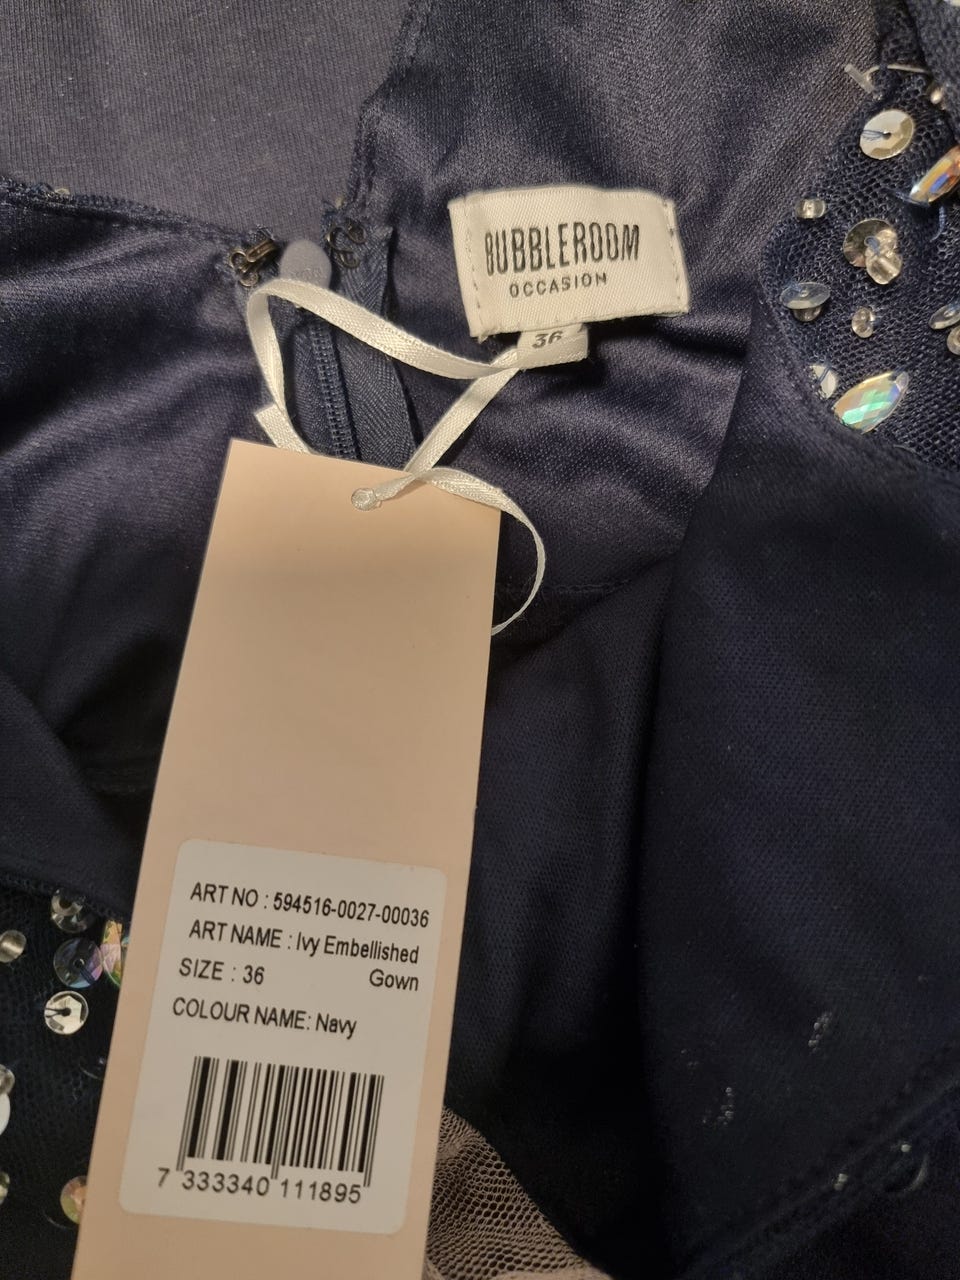 BUBBLEROOM
OCCASION
36
ART NO : 594516-0027-00036
ART NAME : Ivy Embellished
Gown
SIZE : 36
COLOUR NAME: Navy
7 333340 111895